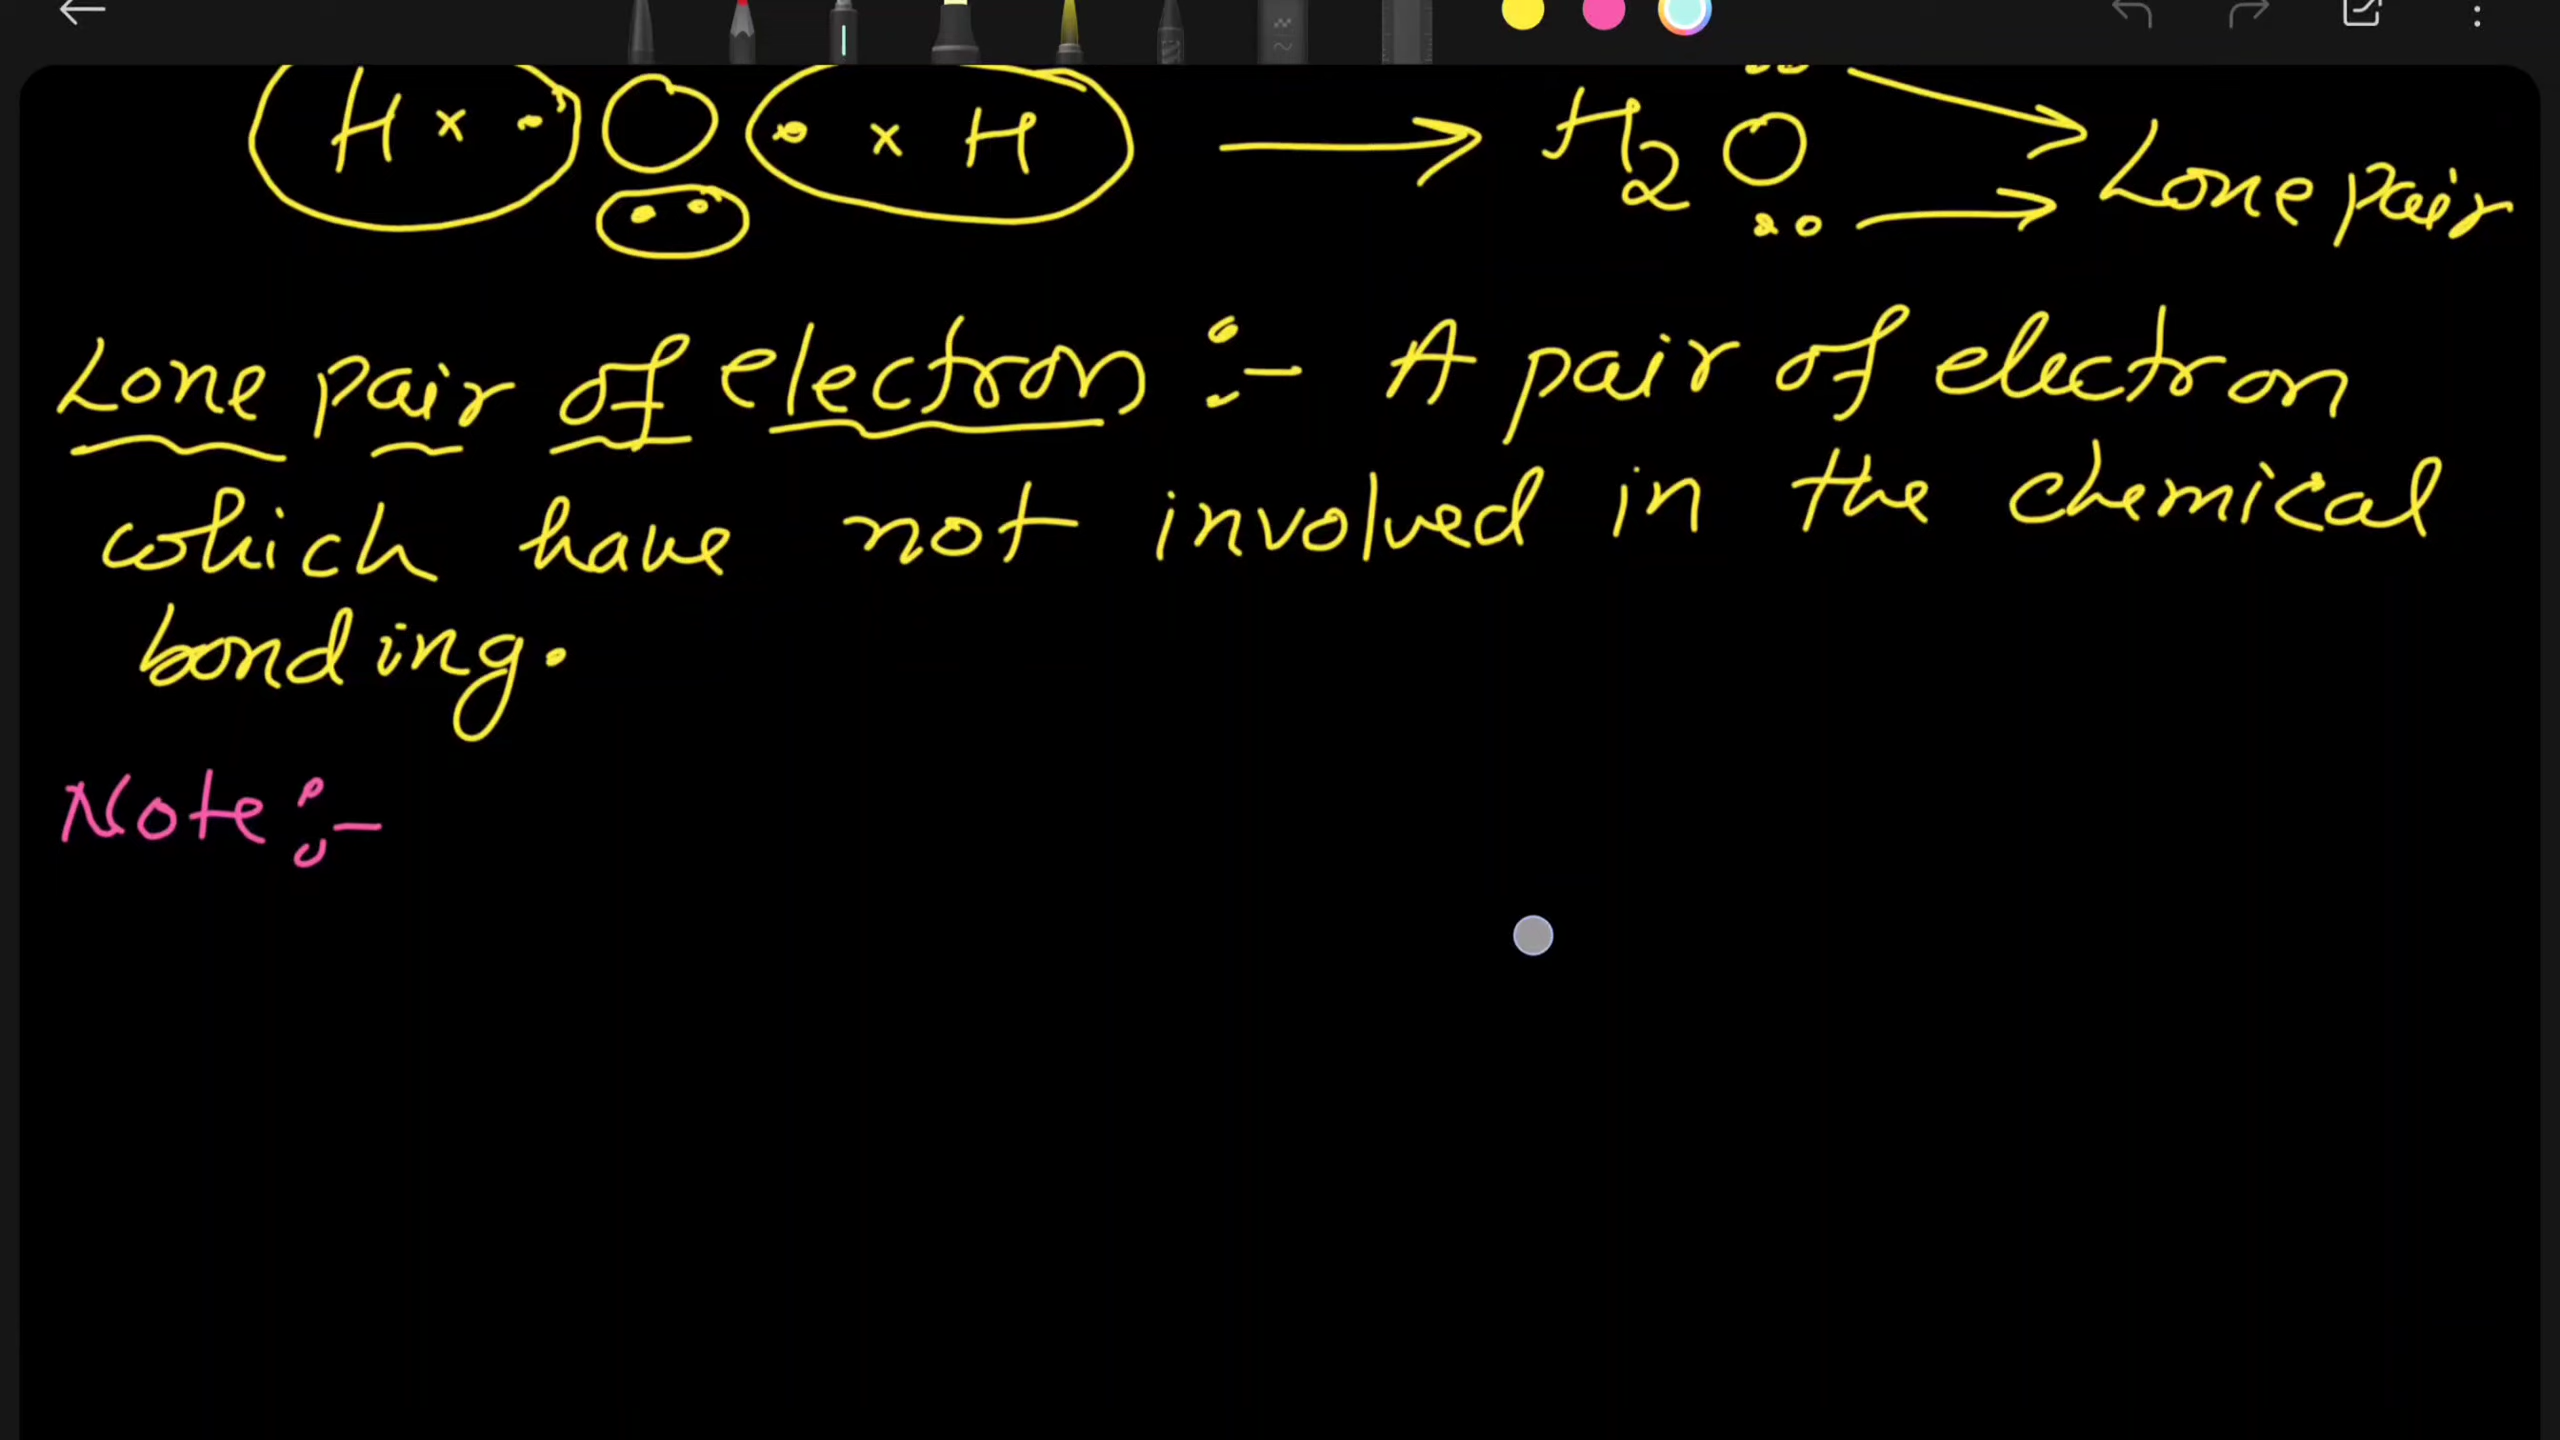 H × · O · × H → H₂O → Lone pair
Lone pair of electron :- A pair of electron
which have not involved in the chemical
bonding.
Note :-